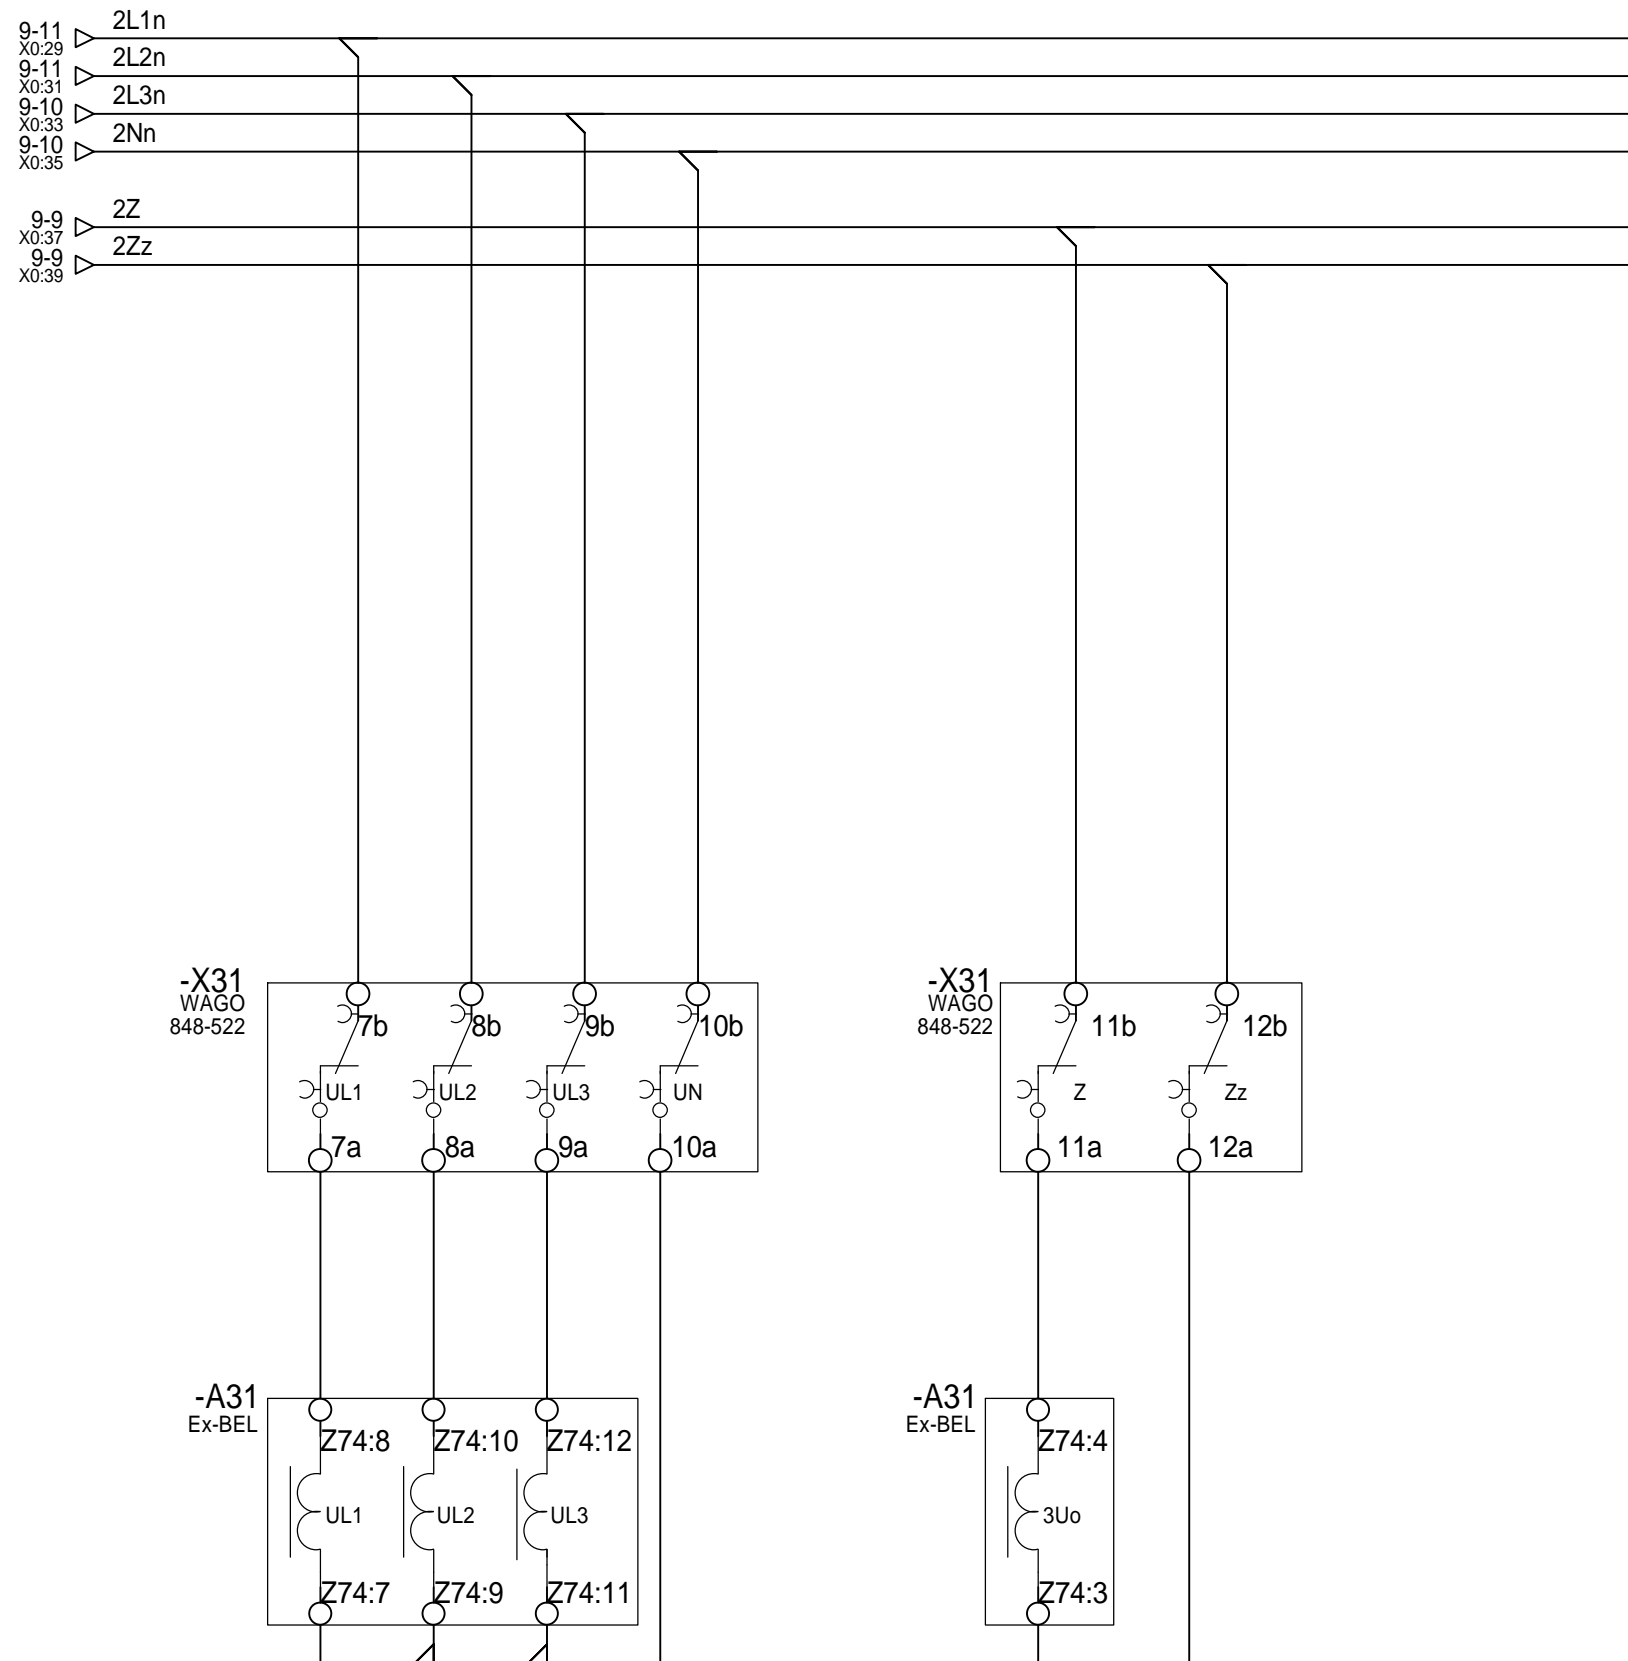 2L1n
9-11
X0:29
2L2n
9-11
X0:31
2L3n
9-10
X0:33
2Nn
9-10
X0:35
2Z
9-9
X0:37
2Zz
9-9
X0:39
-X31
WAGO
848-522
7b 8b 9b 10b
UL1 UL2 UL3 UN
7a 8a 9a 10a
-X31
WAGO
848-522
11b 12b
Z Zz
11a 12a
-A31
Ex-BEL
Z74:8 Z74:10 Z74:12
UL1 UL2 UL3
Z74:7 Z74:9 Z74:11
-A31
Ex-BEL
Z74:4
3Uo
Z74:3